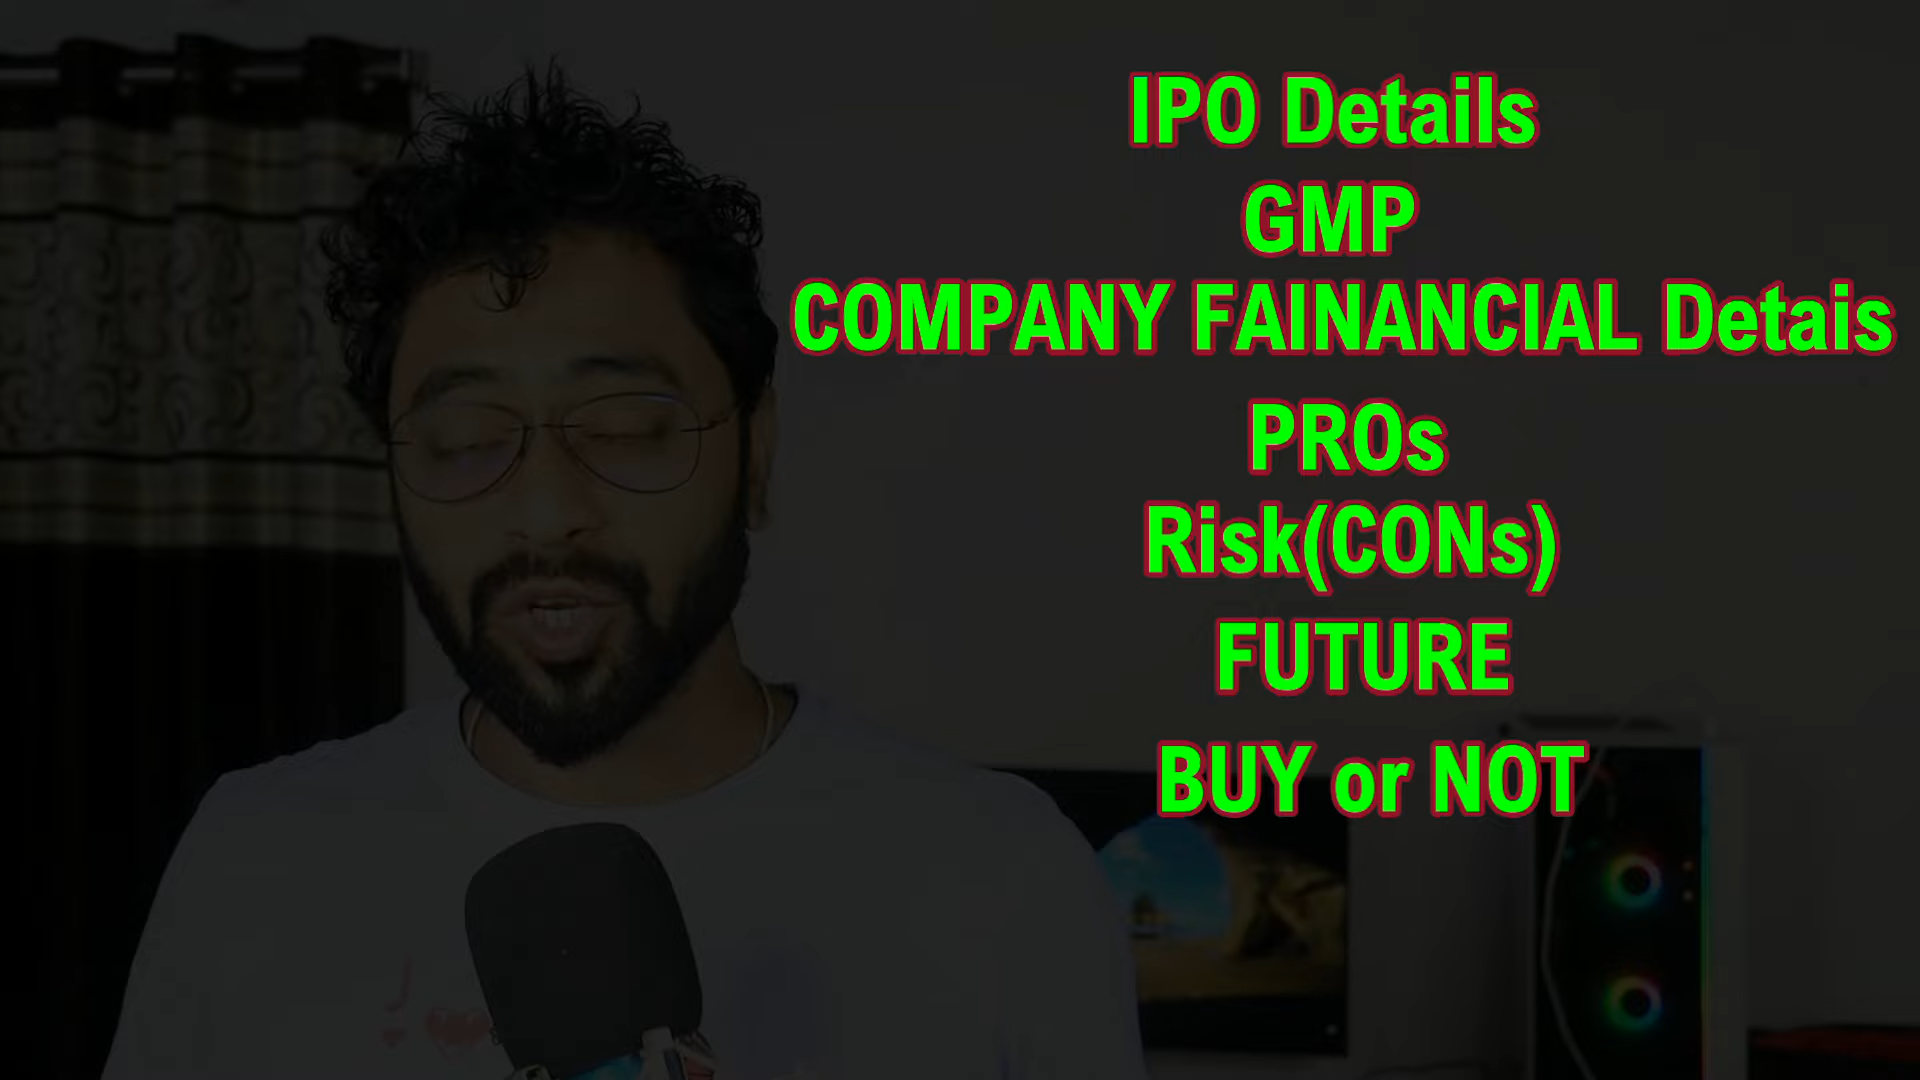 IPO Details
GMP
COMPANY FAINANCIAL Detais
PROs
Risk(CONs)
FUTURE
BUY or NOT